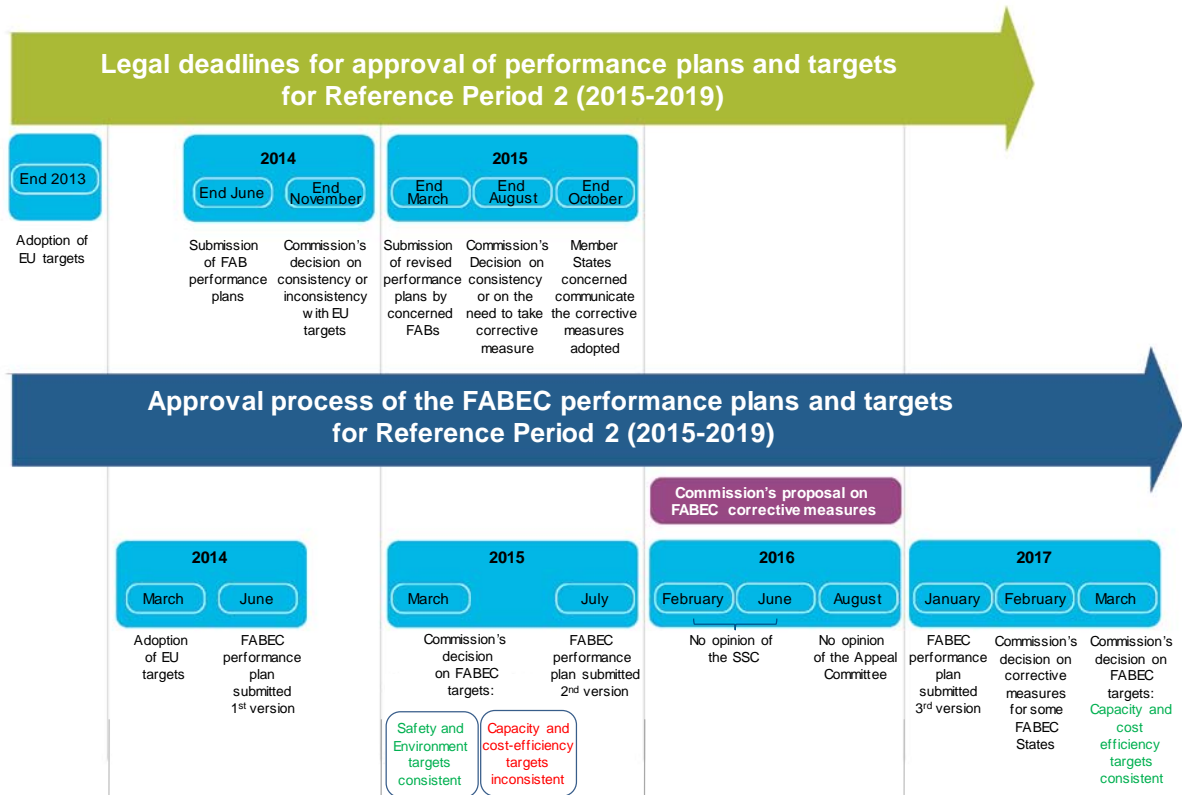 Legal deadlines for approval of performance plans and targets
for Reference Period 2 (2015-2019)
End 2013
Adoption of
EU targets
2014
End June
End
November
Submission
of FAB
performance
plans
Commission's
decision on
consistency or
inconsistency
with EU
targets
2015
End
March
End
August
End
October
Submission
of revised
performance
plans by
concerned
FABs
Commission's
Decision on
consistency
or on the
need to take
corrective
measure
Member
States
concerned
communicate
the corrective
measures
adopted
Approval process of the FABEC performance plans and targets
for Reference Period 2 (2015-2019)
Commission's proposal on
FABEC corrective measures
2014
March
June
Adoption
of EU
targets
FABEC
performance
plan
submitted
1st version
2015
March
July
Commission's
decision
on FABEC
targets:
Safety and
Environment
targets
consistent
Capacity and
cost-efficiency
targets
inconsistent
FABEC
performance
plan submitted
2nd version
2016
February
June
August
No opinion of
the SSC
No opinion
of the Appeal
Committee
2017
January
February
March
FABEC
performance
plan
submitted
3rd version
Commission's
decision on
corrective
measures
for some
FABEC
States
Commission's
decision on
FABEC
targets:
Capacity and
cost
efficiency
targets
consistent